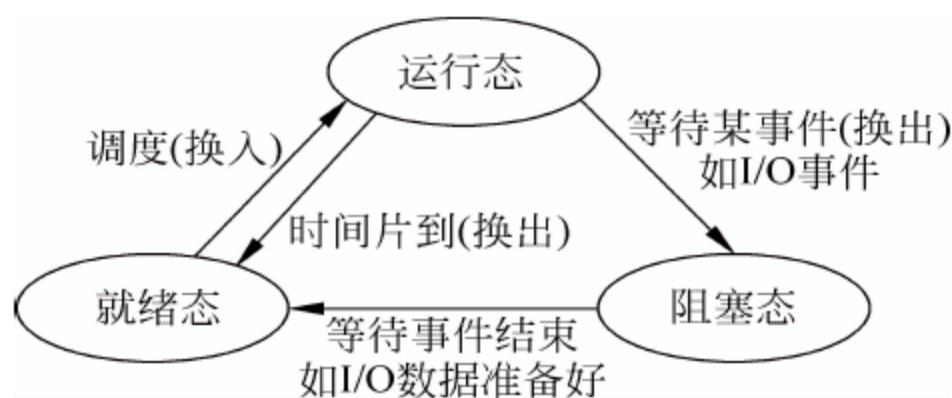 运行态
调度(换入)
等待某事件(换出)
如I/O事件
时间片到(换出)
就绪态
阻塞态
等待事件结束
如I/O数据准备好